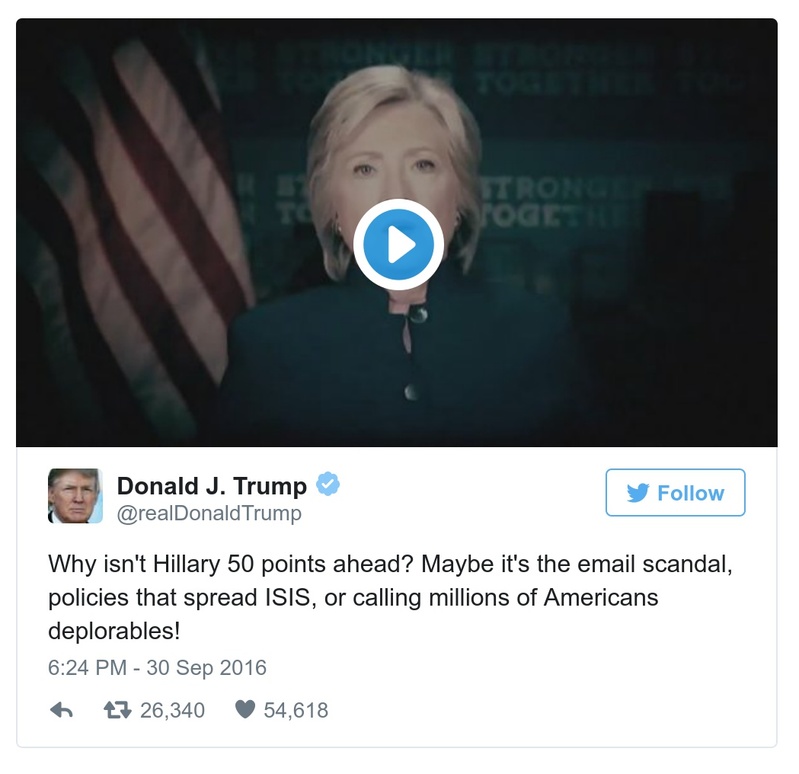 STRONGER STRONGER
TOGETHER TOGETHER TOG
STRONGER
TOGETHER
Donald J. Trump
@realDonaldTrump
Follow
Why isn't Hillary 50 points ahead? Maybe it's the email scandal,
policies that spread ISIS, or calling millions of Americans
deplorables!
6:24 PM - 30 Sep 2016
26,340 54,618